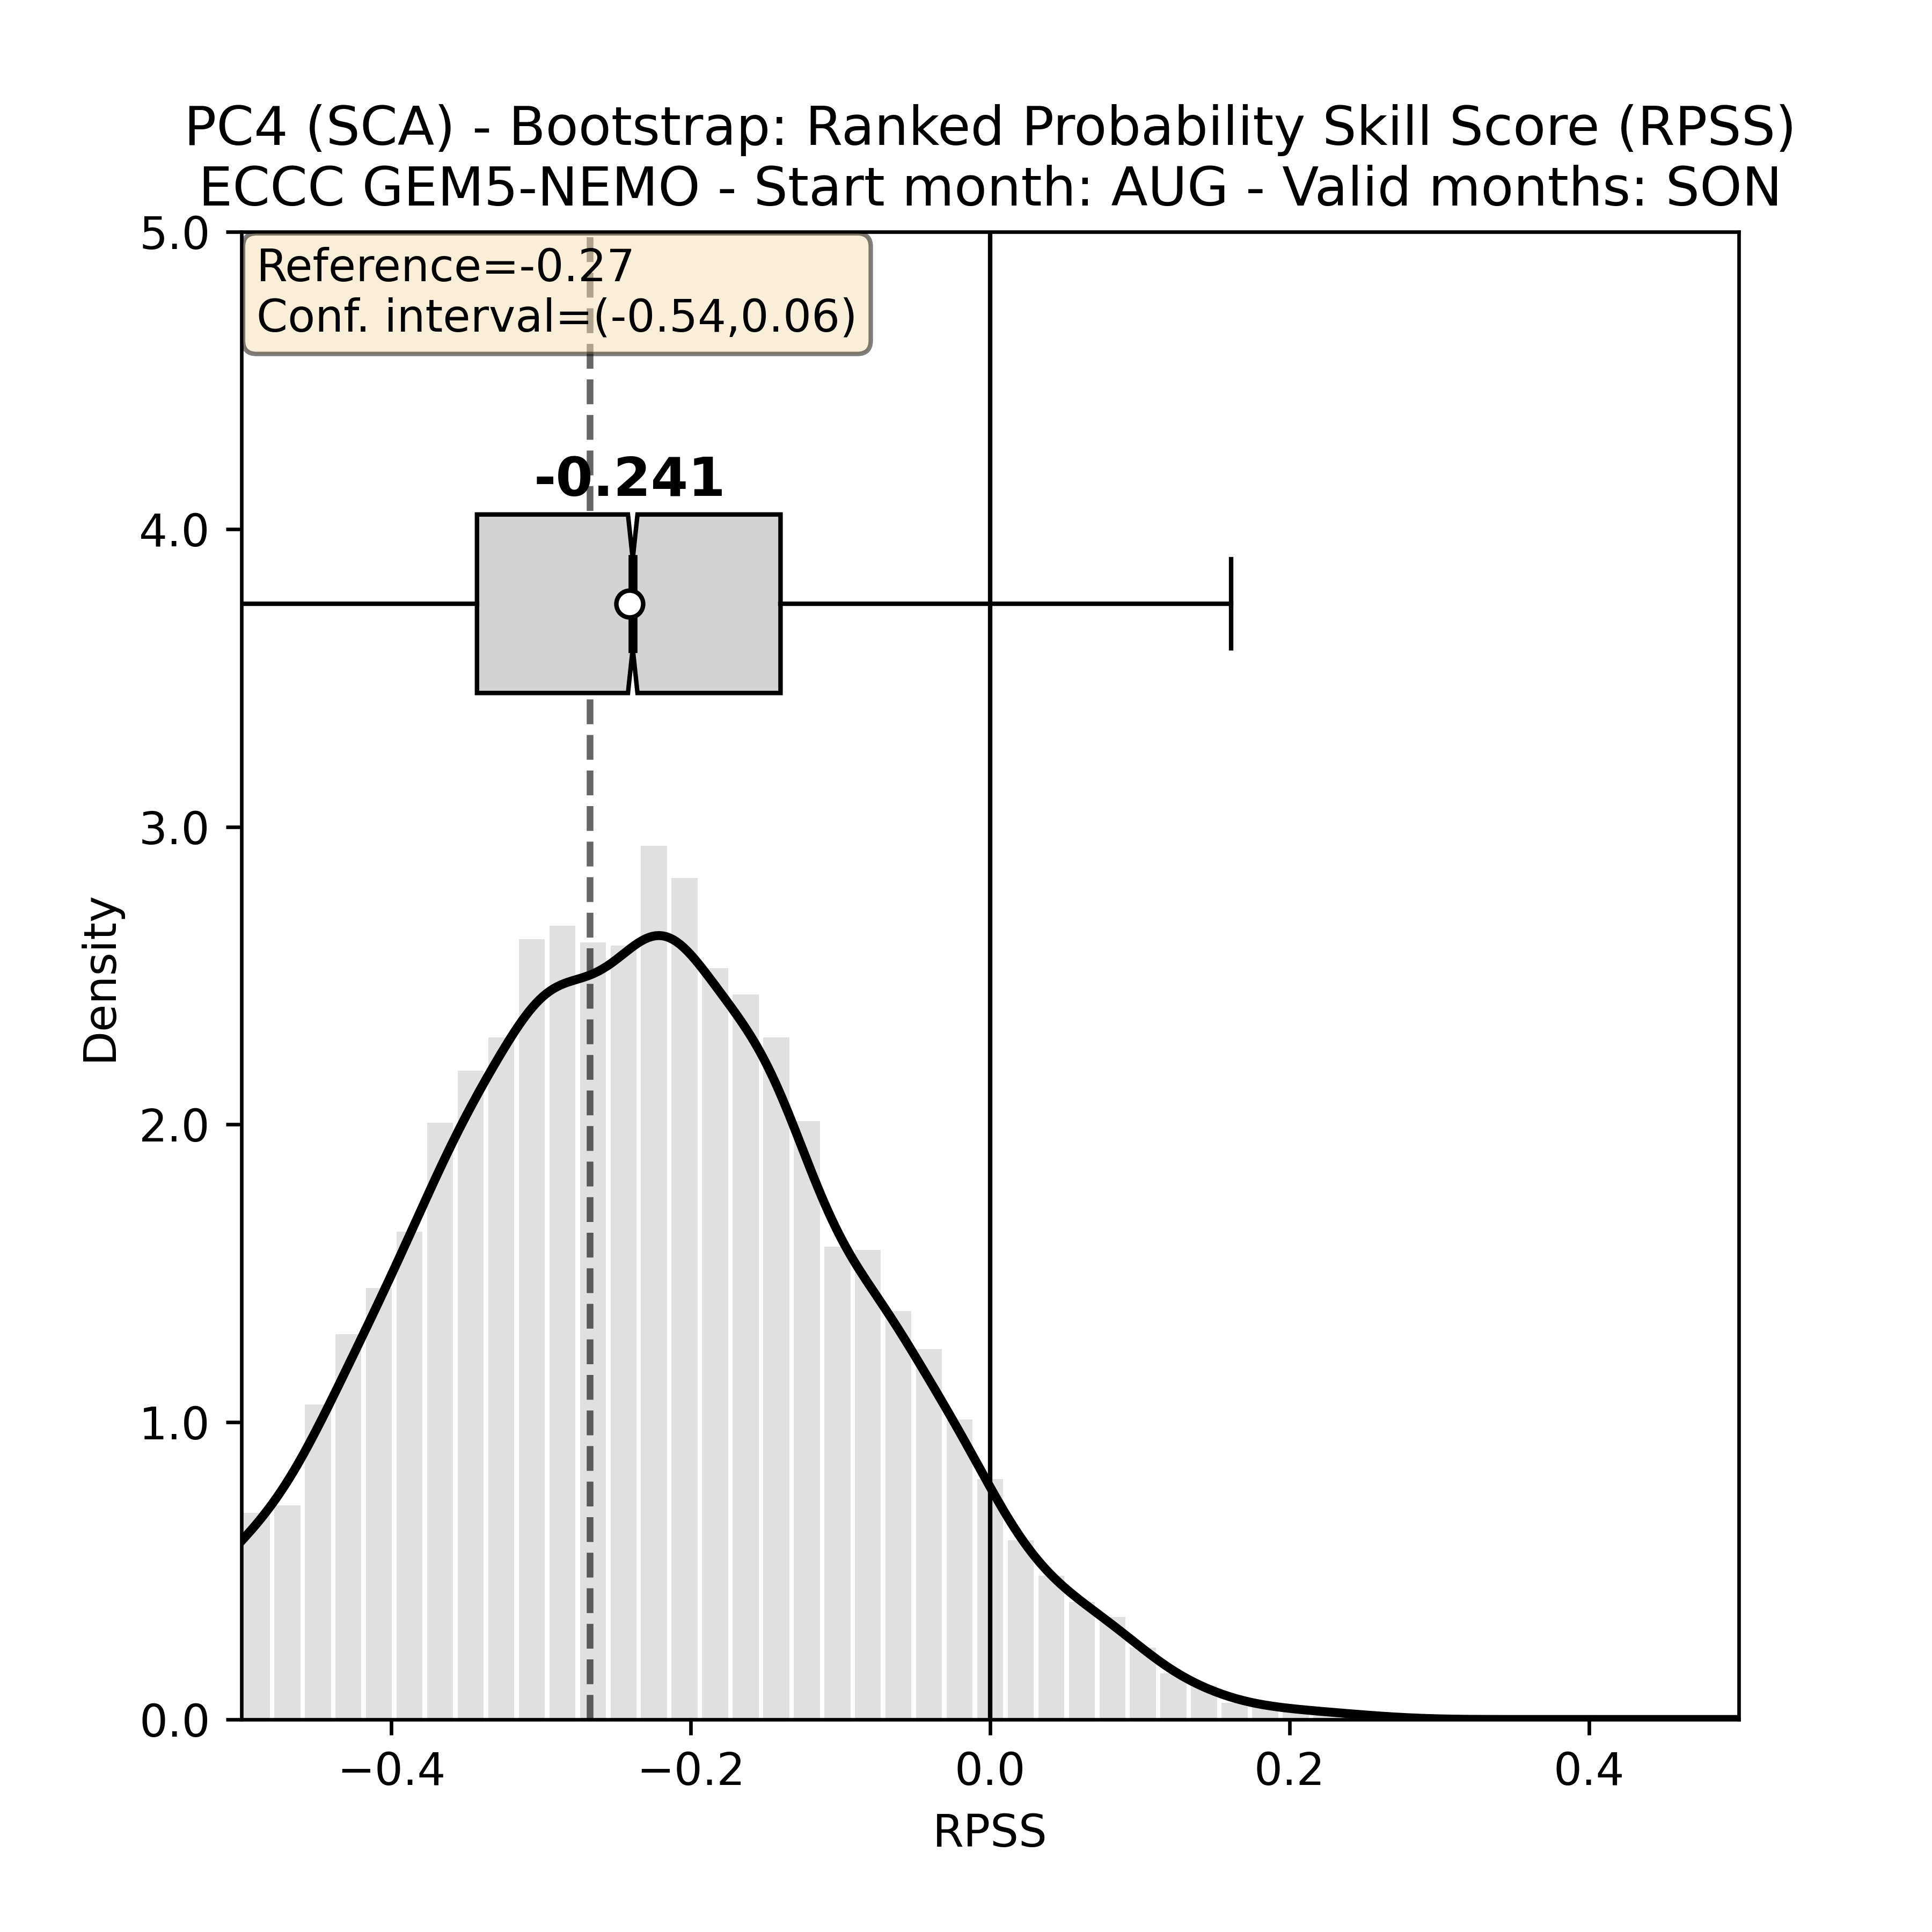 PC4 (SCA) - Bootstrap: Ranked Probability Skill Score (RPSS)
ECCC GEM5-NEMO - Start month: AUG - Valid months: SON
5.0
Reference=-0.27
Conf. interval=(-0.54,0.06)
-0.241
4.0
3.0
Density
2.0
1.0
0.0
−0.4 −0.2 0.0 0.2 0.4
RPSS